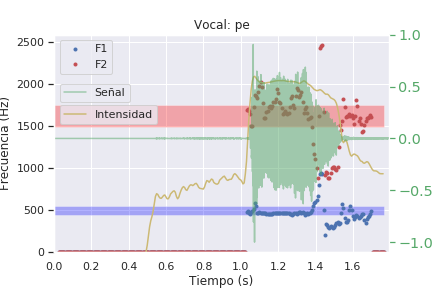 Vocal: pe
Frecuencia (Hz)
2500
2000
1500
1000
500
0
F1
F2
Señal
Intensidad
1.0
0.5
0.0
−0.5
−1.0
0.0 0.2 0.4 0.6 0.8 1.0 1.2 1.4 1.6
Tiempo (s)